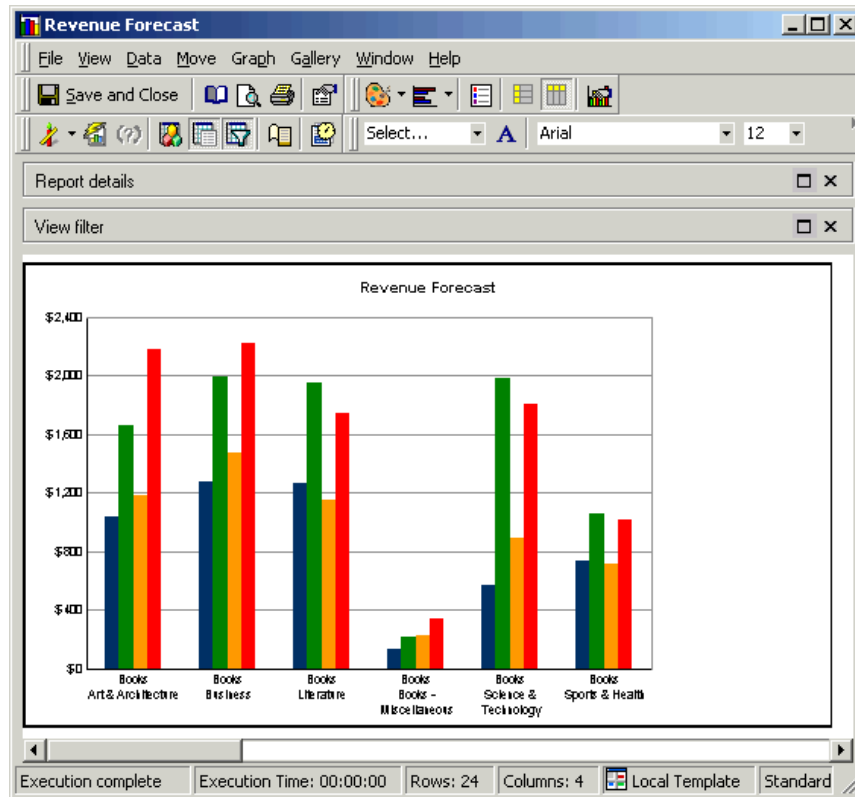 Revenue Forecast
File View Data Move Graph Gallery Window Help
Save and Close
(?) Select... A Arial 12
Report details
View filter
Revenue Forecast
$2,400
$2,000
$1,600
$1,200
$800
$400
$0
Books Books Books Books Books Books
Art & Architecture Business Literature Books - Science & Sports & Health
Miscellaneous Technology
Execution complete Execution Time: 00:00:00 Rows: 24 Columns: 4 Local Template Standard